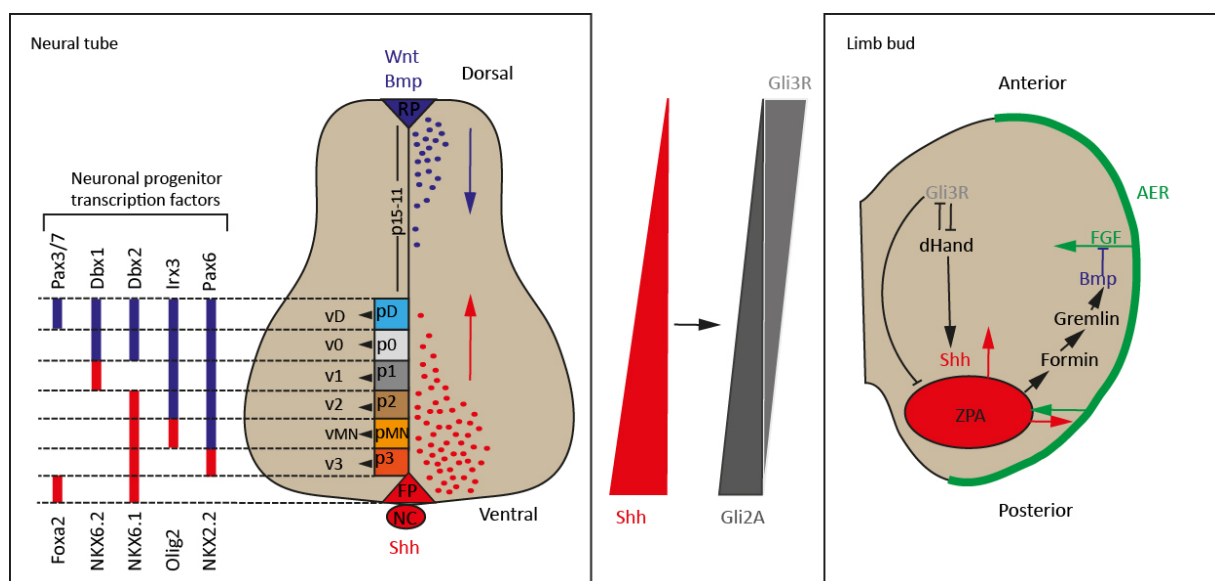 Neural tube
Wnt
Bmp
Dorsal
RP
Neuronal progenitor
transcription factors
p15-11
Pax3/7
Dbx1
Dbx2
Irx3
Pax6
vD
pD
v0
p0
v1
p1
v2
p2
vMN
pMN
v3
p3
FP
NC
Ventral
Shh
Foxa2
NKX6.2
NKX6.1
Olig2
NKX2.2
Gli3R
Shh
Gli2A
Limb bud
Anterior
Gli3R
AER
dHand
FGF
Bmp
Gremlin
Shh
Formin
ZPA
Posterior